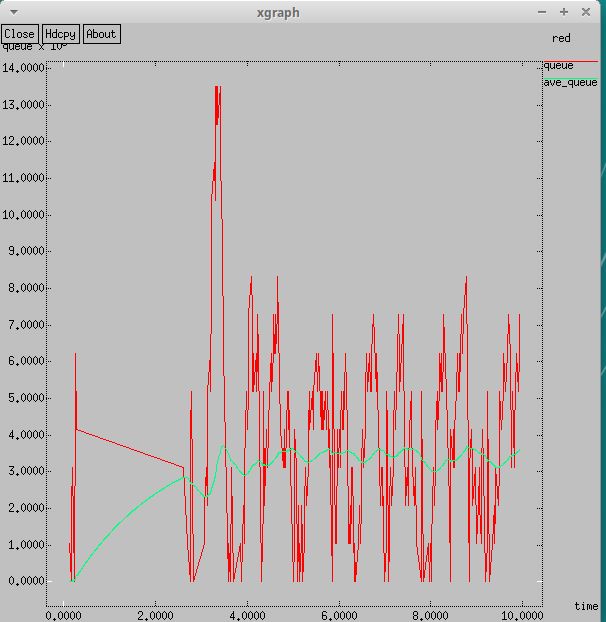 xgraph
Close Hdcpy About
queue x 10³
red
queue
ave_queue
14.0000
13.0000
12.0000
11.0000
10.0000
9.0000
8.0000
7.0000
6.0000
5.0000
4.0000
3.0000
2.0000
1.0000
0.0000
time
0.0000 2.0000 4.0000 6.0000 8.0000 10.0000